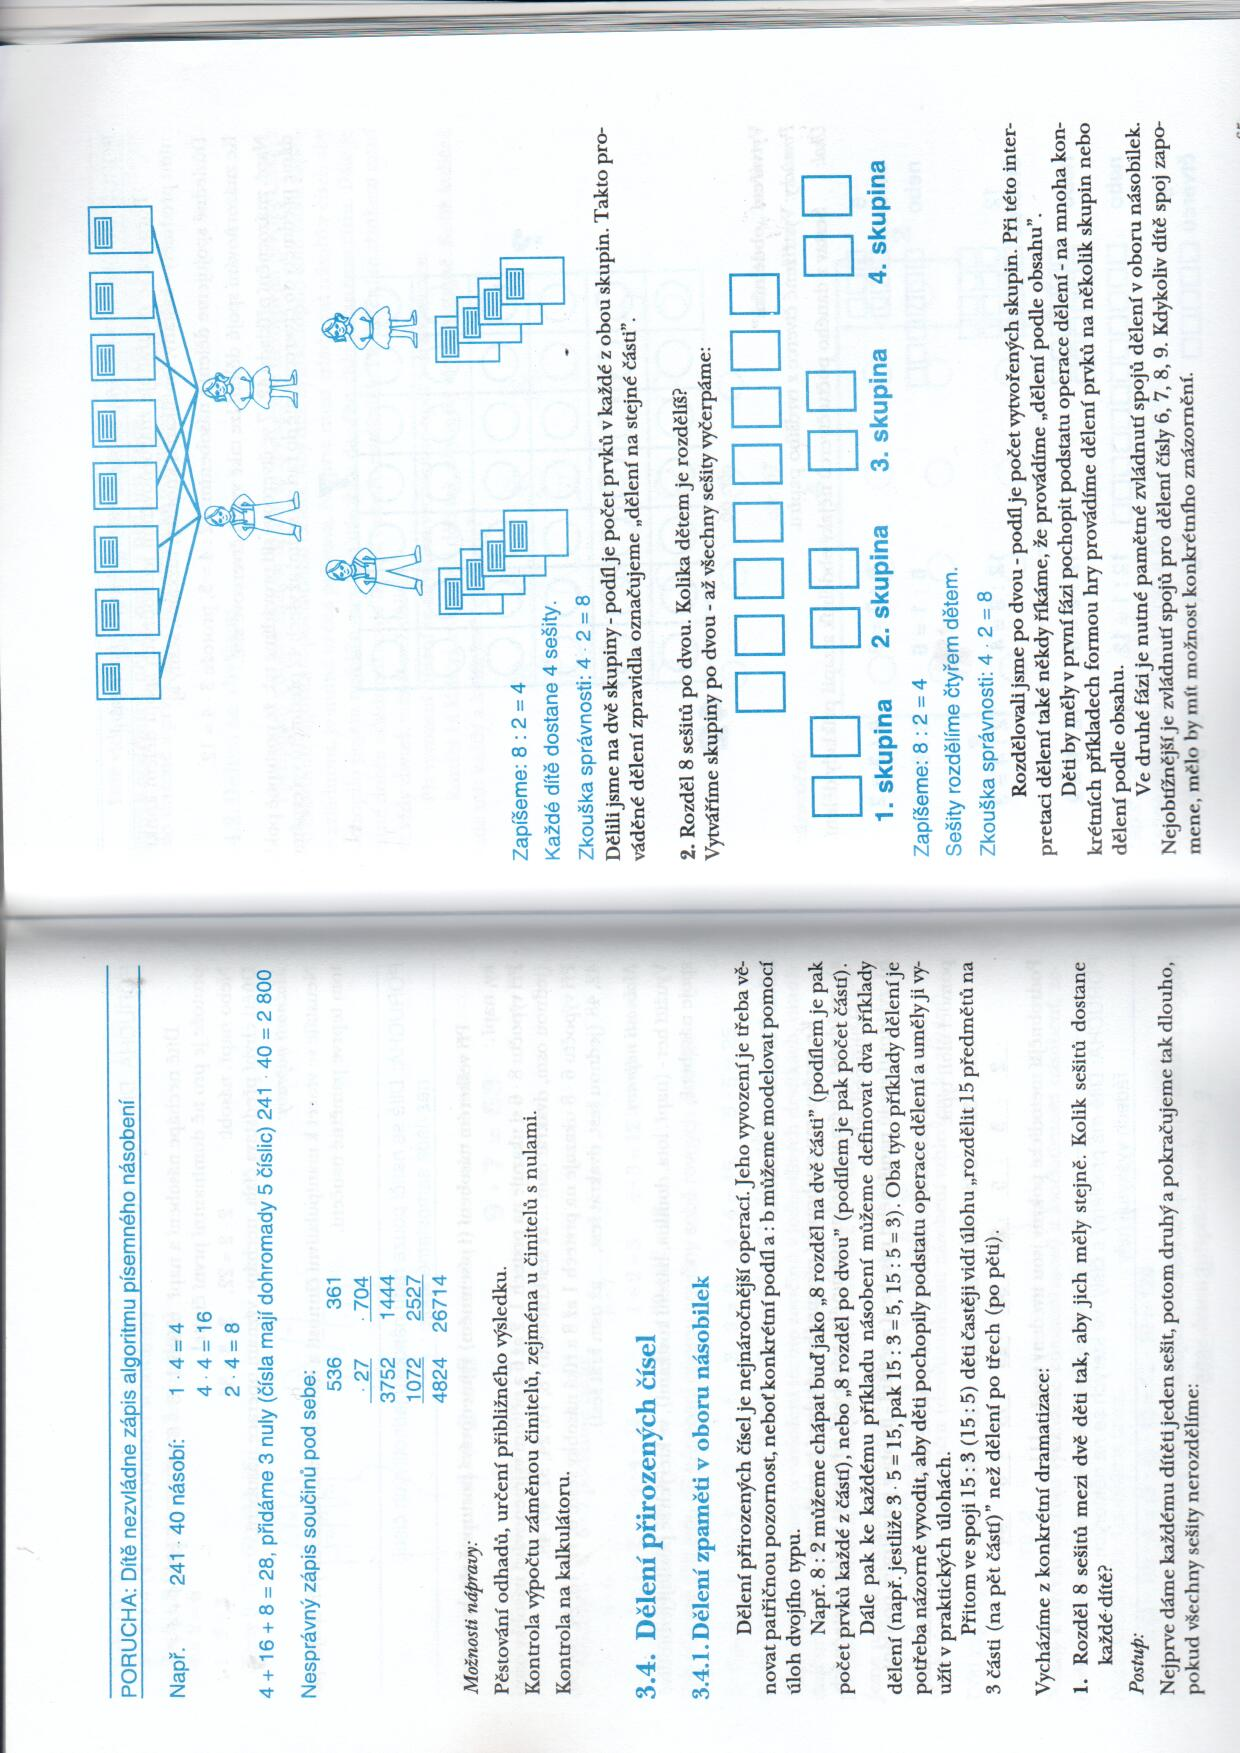 PORUCHA: Dítě nezvládne zápis algoritmu písemného násobení
Např. 241 · 40 násobí: 1 · 4 = 4
4 · 4 = 16
2 · 4 = 8
4 + 16 + 8 = 28, přidáme 3 nuly (čísla mají dohromady 5 číslic) 241 · 40 = 2 800
Nesprávný zápis součinů pod sebe:
536 361
· 27 · 704
3752 1444
1072 2527
4824 26714
Možnosti nápravy:
Pěstování odhadů, určení přibližného výsledku.
Kontrola výpočtu záměnou činitelů, zejména u činitelů s nulami.
Kontrola na kalkulátoru.
3.4. Dělení přirozených čísel
3.4.1. Dělení zpaměti v oboru násobilek
Dělení přirozených čísel je nejnáročnější operací. Jeho vyvození je třeba vě-
novat patřičnou pozornost, neboť konkrétní podíl a : b můžeme modelovat pomocí
úloh dvojího typu.
Např. 8 : 2 můžeme chápat buď jako „8 rozděl na dvě části" (podílem je pak
počet prvků každé z částí), nebo „8 rozděl po dvou" (podílem je pak počet částí).
Dále pak ke každému příkladu násobení můžeme definovat dva příklady
dělení (např. jestliže 3 · 5 = 15, pak 15 : 3 = 5, 15 : 5 = 3). Oba tyto příklady dělení je
potřeba názorně vyvodit, aby děti pochopily podstatu operace dělení a uměly ji vy-
užít v praktických úlohách.
Přitom ve spoji 15 : 3 (15 : 5) děti častěji vidí úlohu „rozdělit 15 předmětů na
3 části (na pět částí)" než dělení po třech (po pěti).
Vycházíme z konkrétní dramatizace:
1. Rozděl 8 sešitů mezi dvě děti tak, aby jich měly stejně. Kolik sešitů dostane
každé dítě?
Postup:
Nejprve dáme každému dítěti jeden sešit, potom druhý a pokračujeme tak dlouho,
pokud všechny sešity nerozdělíme:
Zapíšeme: 8 : 2 = 4
Každé dítě dostane 4 sešity.
Zkouška správnosti: 4 · 2 = 8
Dělili jsme na dvě skupiny - podíl je počet prvků v každé z obou skupin. Takto pro-
váděné dělení zpravidla označujeme „dělení na stejné části".
2. Rozděl 8 sešitů po dvou. Kolika dětem je rozdělíš?
Vytváříme skupiny po dvou - až všechny sešity vyčerpáme:
1. skupina 2. skupina 3. skupina 4. skupina
Zapíšeme: 8 : 2 = 4
Sešity rozdělíme čtyřem dětem.
Zkouška správnosti: 4 · 2 = 8
Rozdělovali jsme po dvou - podíl je počet vytvořených skupin. Při této inter-
pretaci dělení také někdy říkáme, že provádíme „dělení podle obsahu".
Děti by měly v první fázi pochopit podstatu operace dělení - na mnoha kon-
krétních příkladech formou hry provádíme dělení prvků na několik skupin nebo
dělení podle obsahu.
Ve druhé fázi je nutné pamětné zvládnutí spojů dělení v oboru násobilek.
Nejobtížnější je zvládnutí spojů pro dělení čísly 6, 7, 8, 9. Kdykoliv dítě spoj zapo-
mene, mělo by mít možnost konkrétního znázornění.